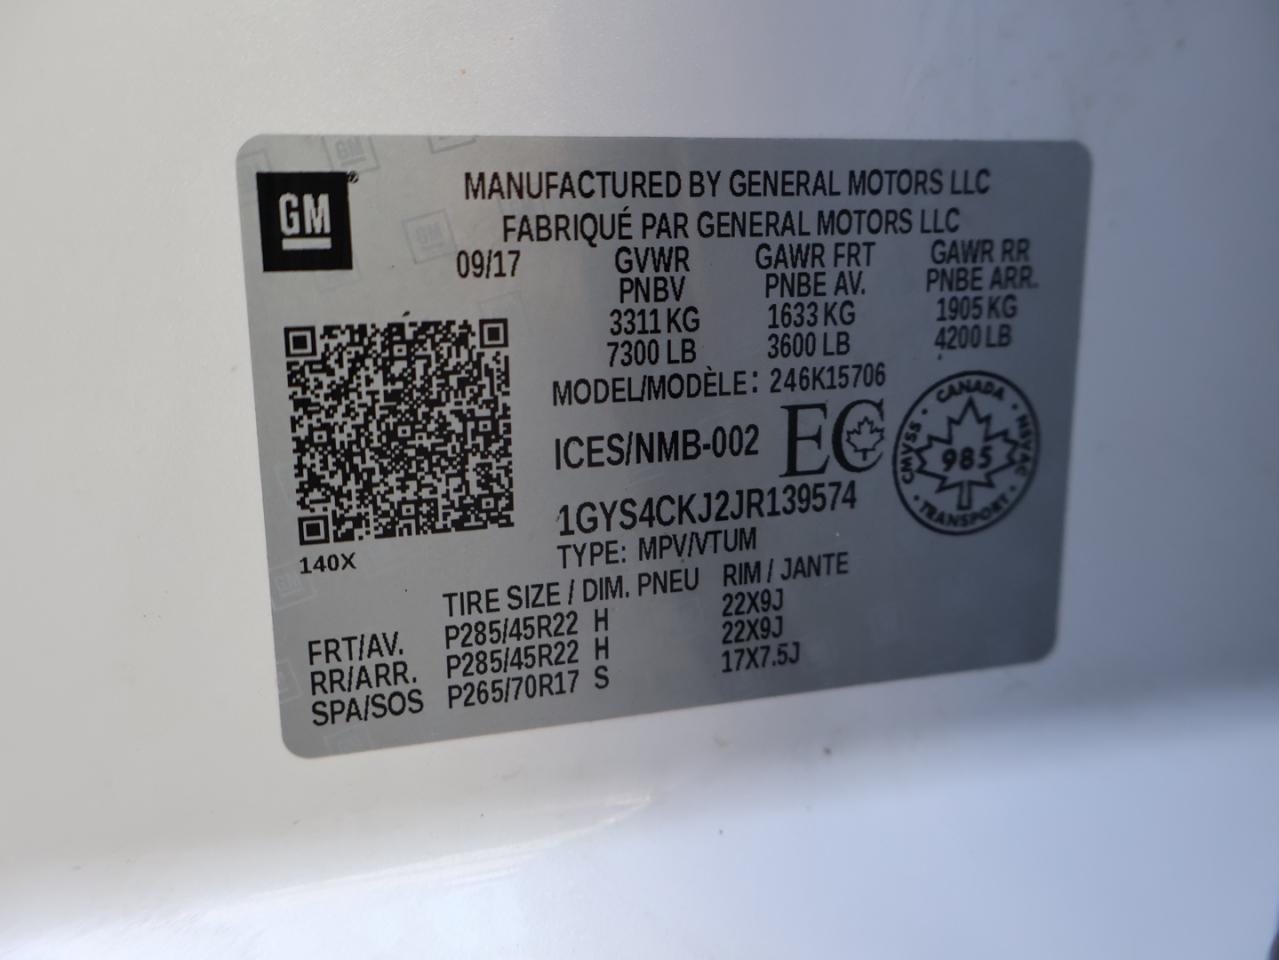 GM®
MANUFACTURED BY GENERAL MOTORS LLC
FABRIQUÉ PAR GENERAL MOTORS LLC
09/17
GVWR GAWR FRT GAWR RR
PNBV PNBE AV. PNBE ARR.
3311 KG 1633 KG 1905 KG
7300 LB 3600 LB 4200 LB
MODEL/MODÈLE: 246K15706
ICES/NMB-002 EC
CANADA
CMVSS 985 NSVAC
TRANSPORT
1GYS4CKJ2JR139574
140X
TYPE: MPV/VTUM
TIRE SIZE / DIM. PNEU RIM / JANTE
FRT/AV. P285/45R22 H 22X9J
RR/ARR. P285/45R22 H 22X9J
SPA/SOS P265/70R17 S 17X7.5J